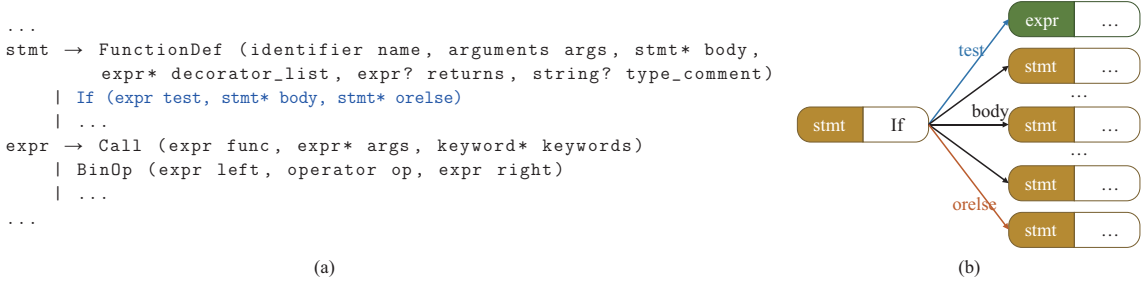 ...
stmt → FunctionDef (identifier name, arguments args, stmt* body,
expr* decorator_list, expr? returns, string? type_comment)
| If (expr test, stmt* body, stmt* orelse)
| ...
expr → Call (expr func, expr* args, keyword* keywords)
| BinOp (expr left, operator op, expr right)
| ...
...
(a)
expr ...
test
stmt ...
...
stmt If
body
stmt ...
...
stmt ...
orelse
stmt ...
(b)